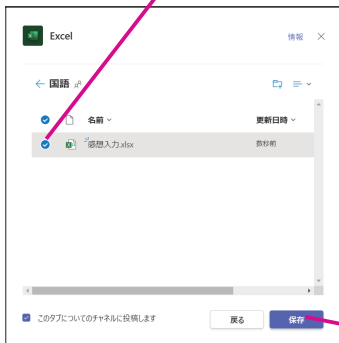 Excel 情報
国語
名前 更新日時
感想入力.xlsx 数秒前
このタブについてのチャネルに投稿します 戻る 保存